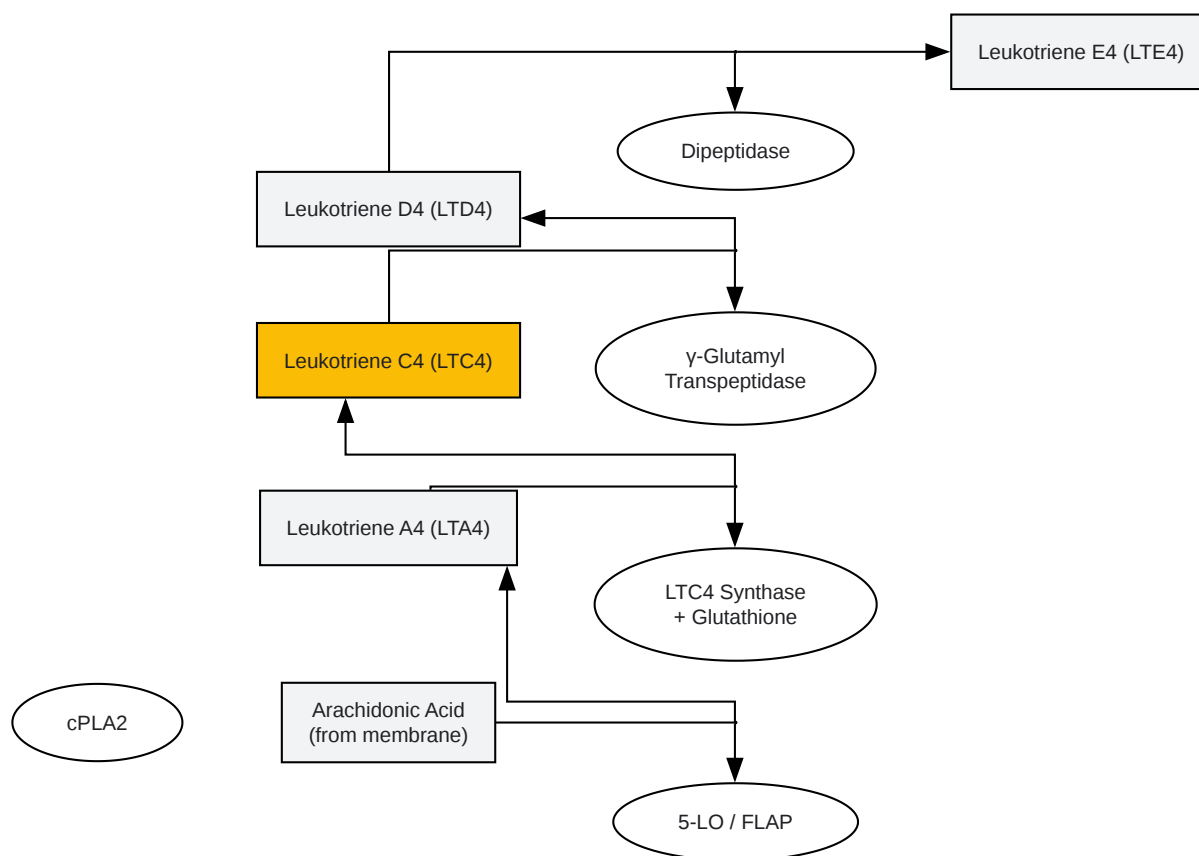 Leukotriene E4 (LTE4)
Dipeptidase
Leukotriene D4 (LTD4)
Leukotriene C4 (LTC4)
γ-Glutamyl
Transpeptidase
Leukotriene A4 (LTA4)
LTC4 Synthase
+ Glutathione
cPLA2
Arachidonic Acid
(from membrane)
5-LO / FLAP